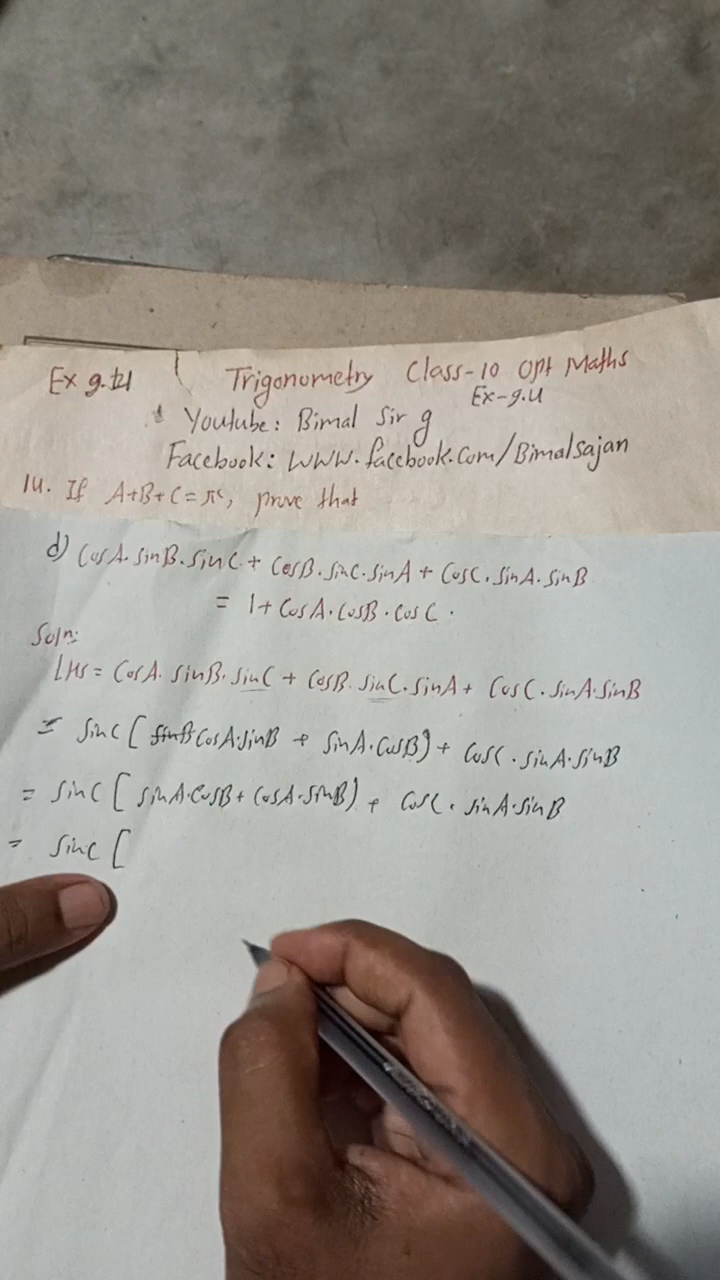 Trigonometry Class-10 Opt Maths
Ex-9.4
Youtube: Bimal Sir g
Facebook: WWW.facebook.com/Bimalsajan
14. If A+B+C=πᶜ, prove that
d) CosA.sinB.sinC + CosB.sinC.sinA + CosC.sinA.sinB
= 1+CosA.CosB.CosC.
Soln:
LHS = CosA. sinB. sinC + CosB. sinC. sinA + CosC. sinA.sinB
= sinC [ CosA.sinB + sinA.CosB) + CosC . sinA.sinB
= sinC [ sinA.CosB + CosA.sinB) + CosC. sinA.sinB
= sinC [